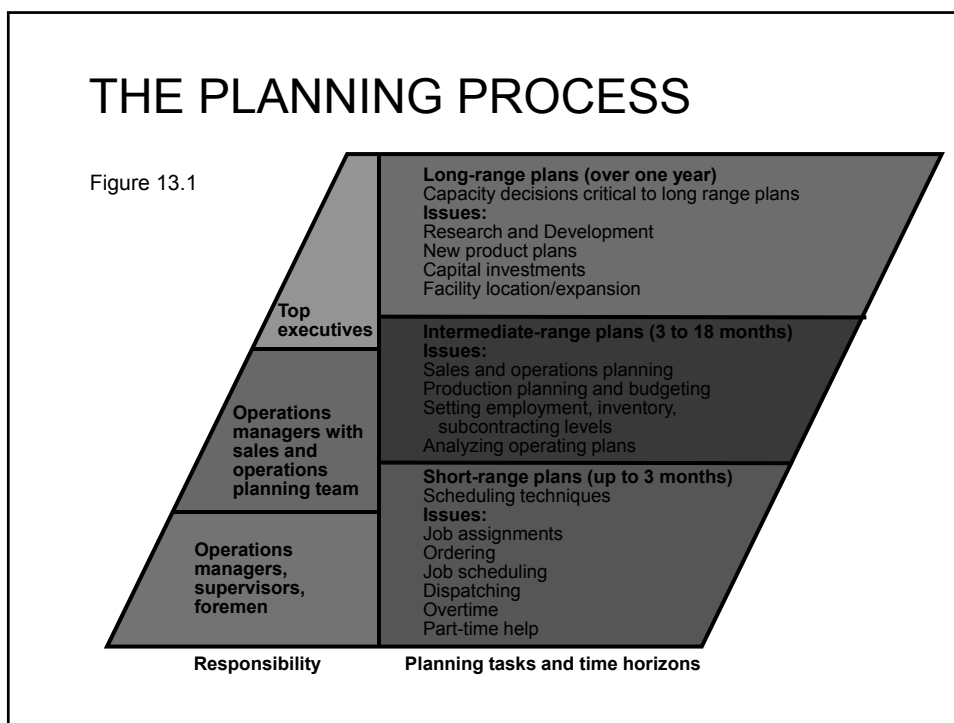 THE PLANNING PROCESS
Figure 13.1
Top
executives
Long-range plans (over one year)
Capacity decisions critical to long range plans
Issues:
Research and Development
New product plans
Capital investments
Facility location/expansion
Operations
managers with
sales and
operations
planning team
Intermediate-range plans (3 to 18 months)
Issues:
Sales and operations planning
Production planning and budgeting
Setting employment, inventory,
subcontracting levels
Analyzing operating plans
Operations
managers,
supervisors,
foremen
Short-range plans (up to 3 months)
Scheduling techniques
Issues:
Job assignments
Ordering
Job scheduling
Dispatching
Overtime
Part-time help
Responsibility
Planning tasks and time horizons